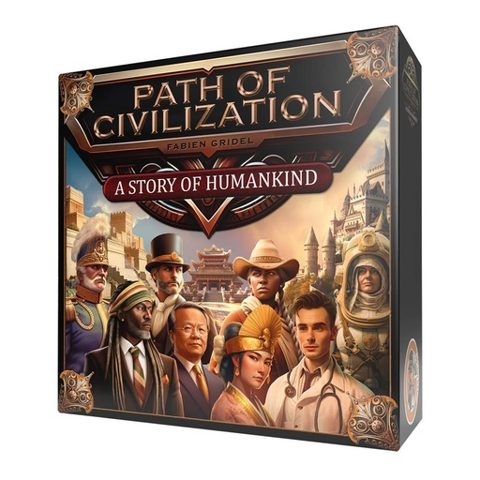 PATH OF
CIVILIZATION
FABIEN GRIDEL
A STORY OF HUMANKIND